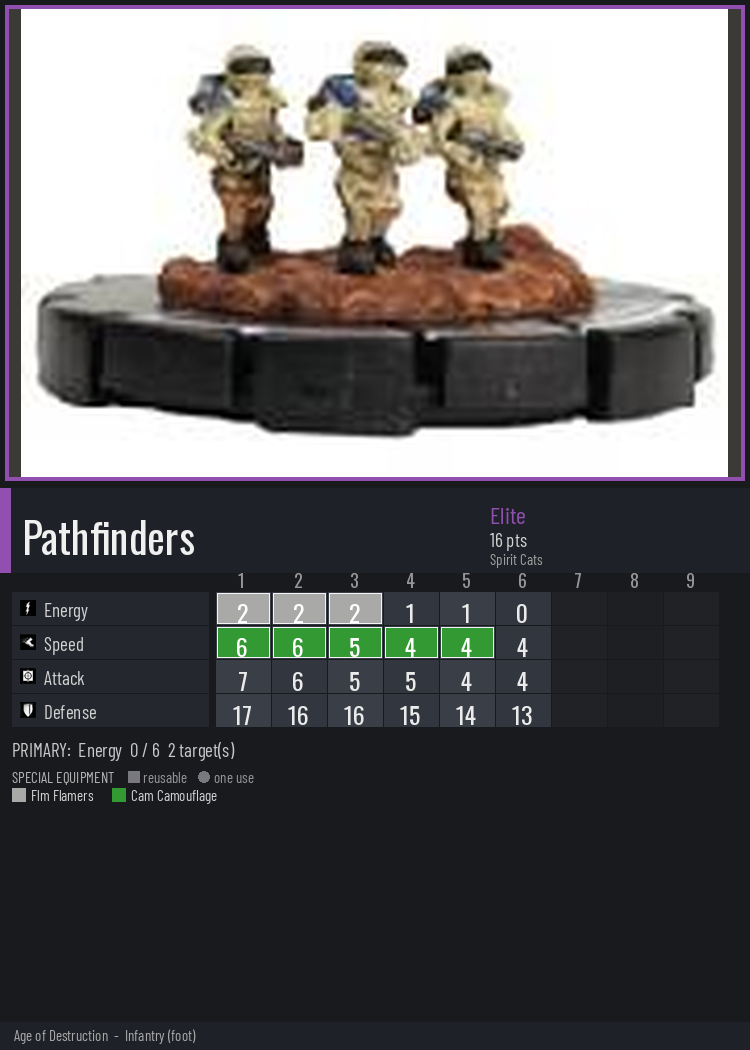 Pathfinders
Elite
16 pts
Spirit Cats
1 2 3 4 5 6 7 8 9
Energy 2 2 2 1 1 0
Speed 6 6 5 4 4 4
Attack 7 6 5 5 4 4
Defense 17 16 16 15 14 13
PRIMARY: Energy 0 / 6 2 target(s)
SPECIAL EQUIPMENT reusable one use
Flm Flamers Cam Camouflage
Age of Destruction - Infantry (foot)